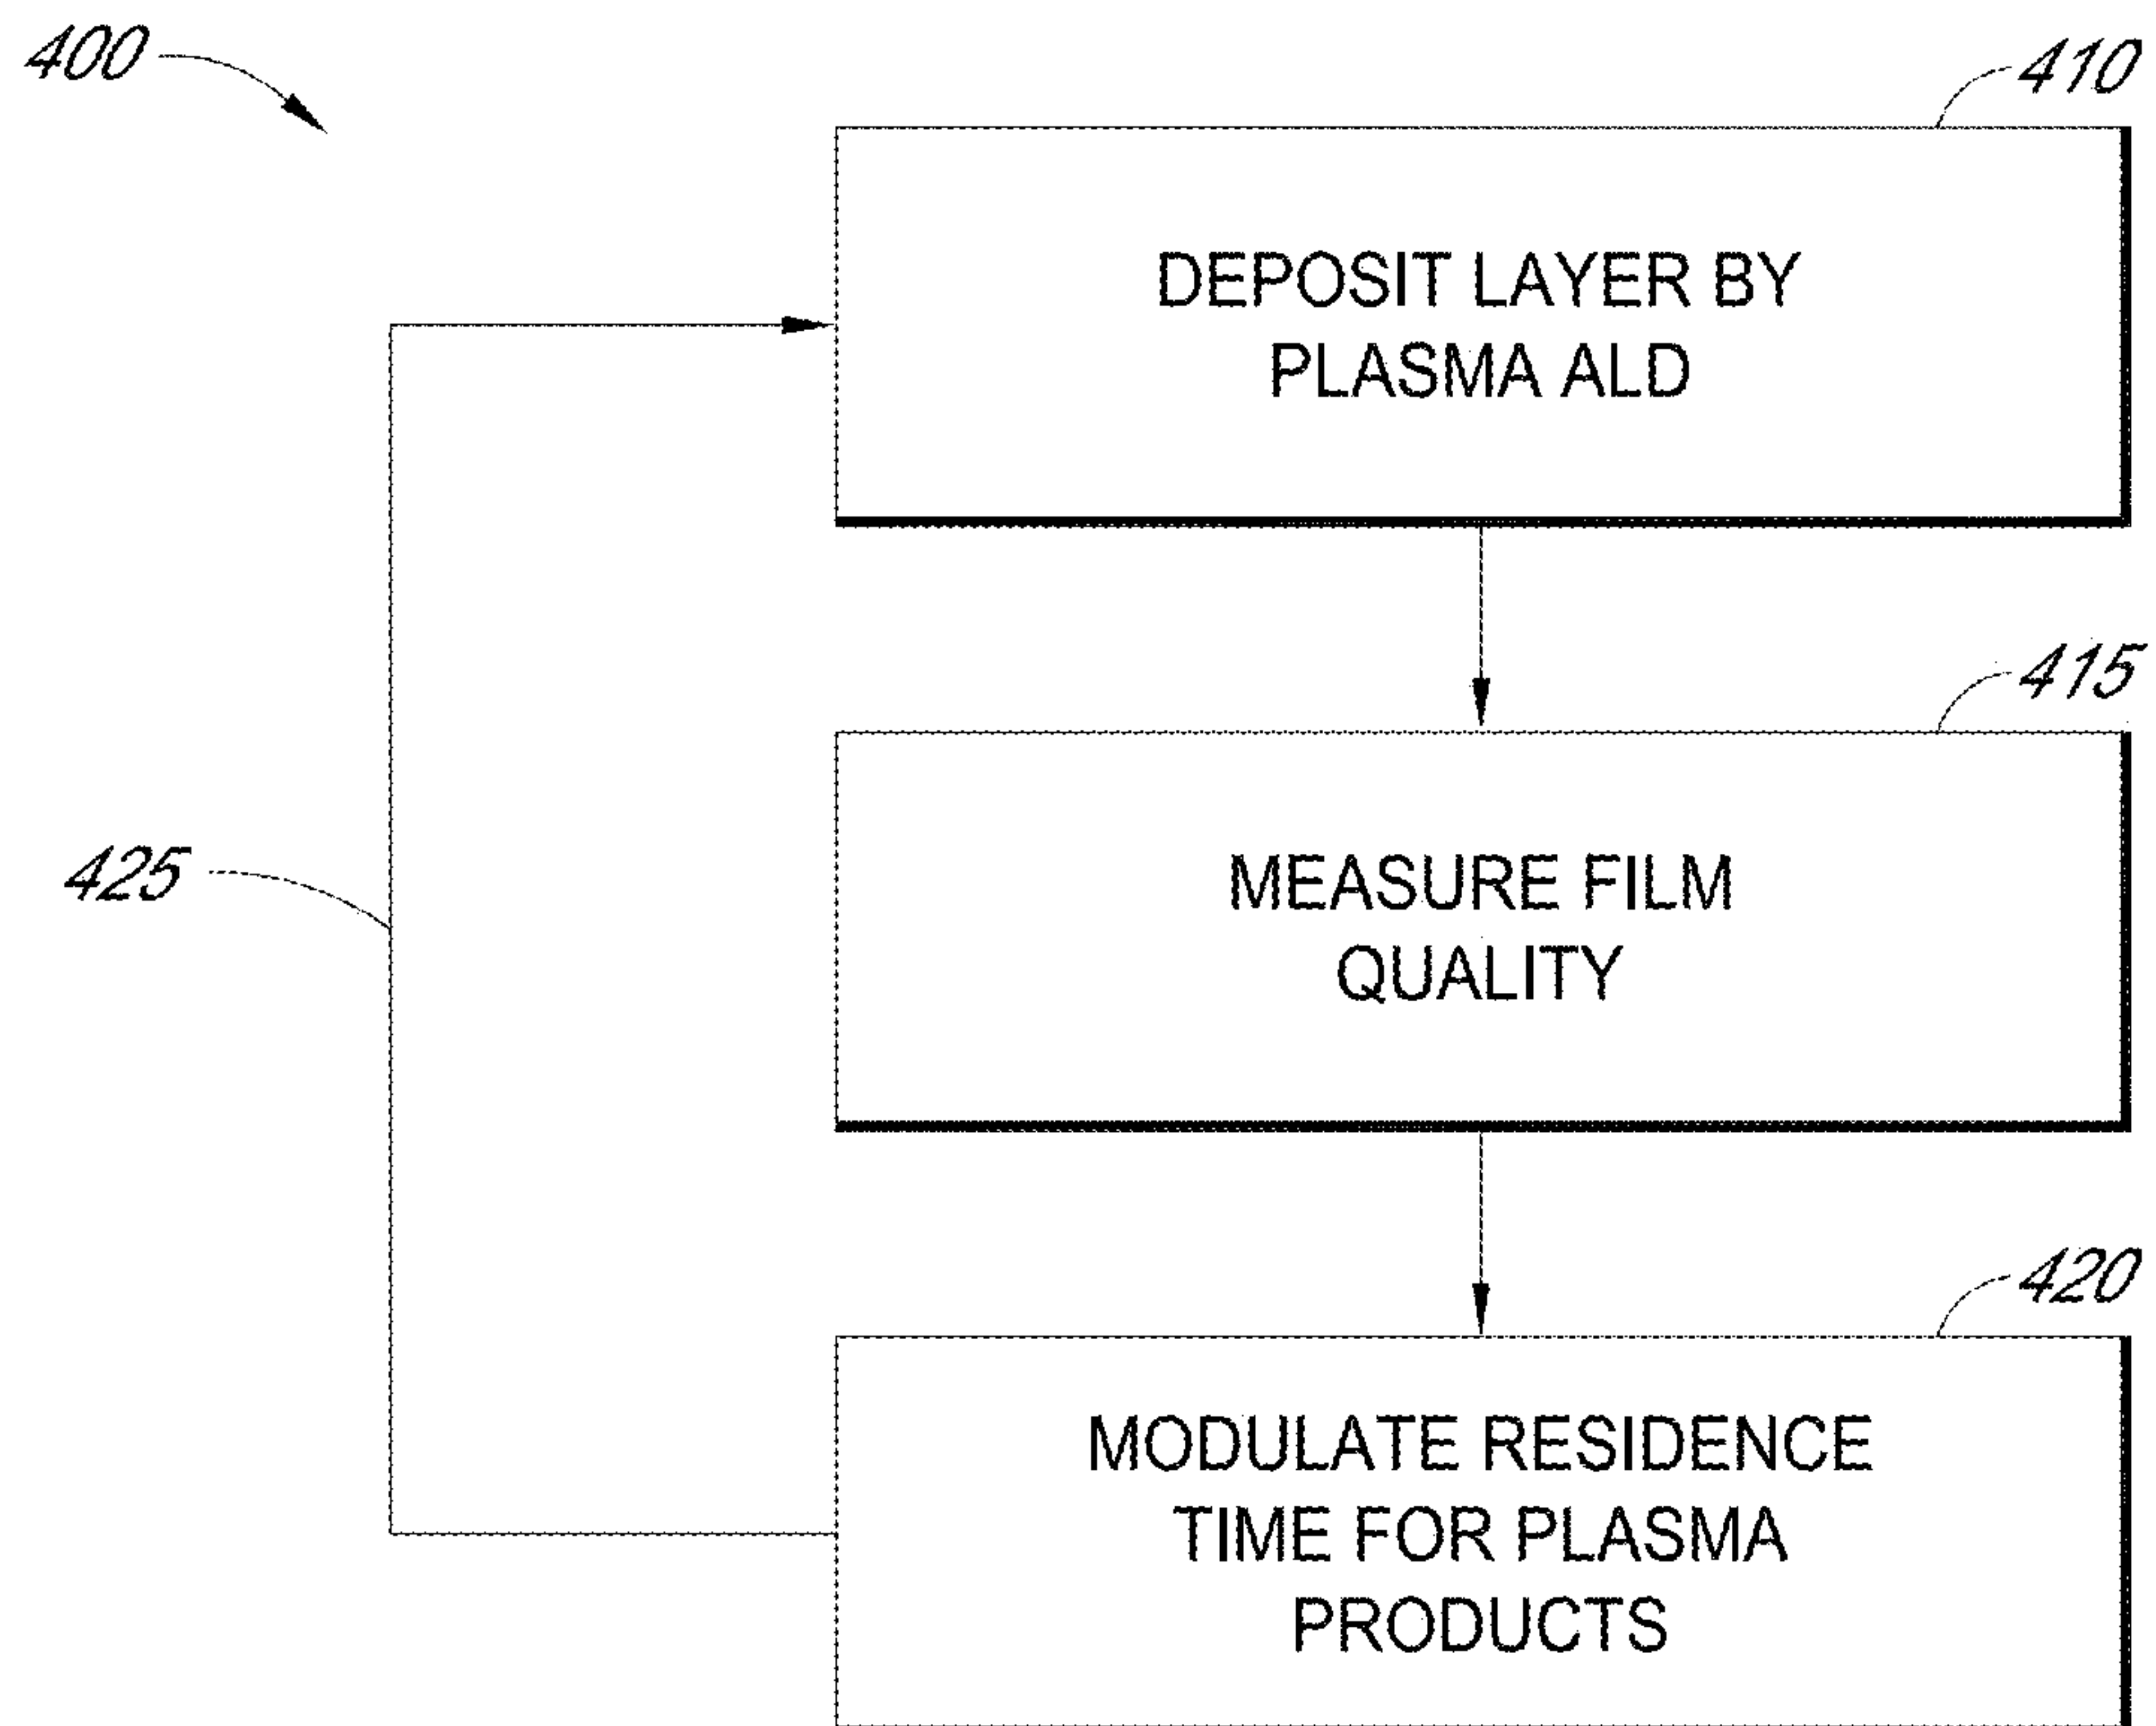 400
410
DEPOSIT LAYER BY
PLASMA ALD
415
425
MEASURE FILM
QUALITY
420
MODULATE RESIDENCE
TIME FOR PLASMA
PRODUCTS